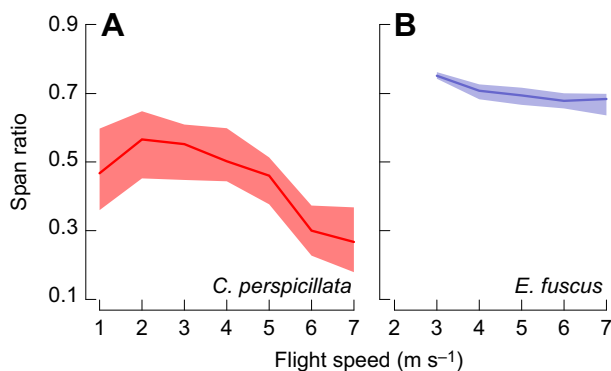 A
B
0.9
0.7
0.5
0.3
0.1
Span ratio
C. perspicillata
E. fuscus
1 2 3 4 5 6 7
2 3 4 5 6 7
Flight speed (m s⁻¹)